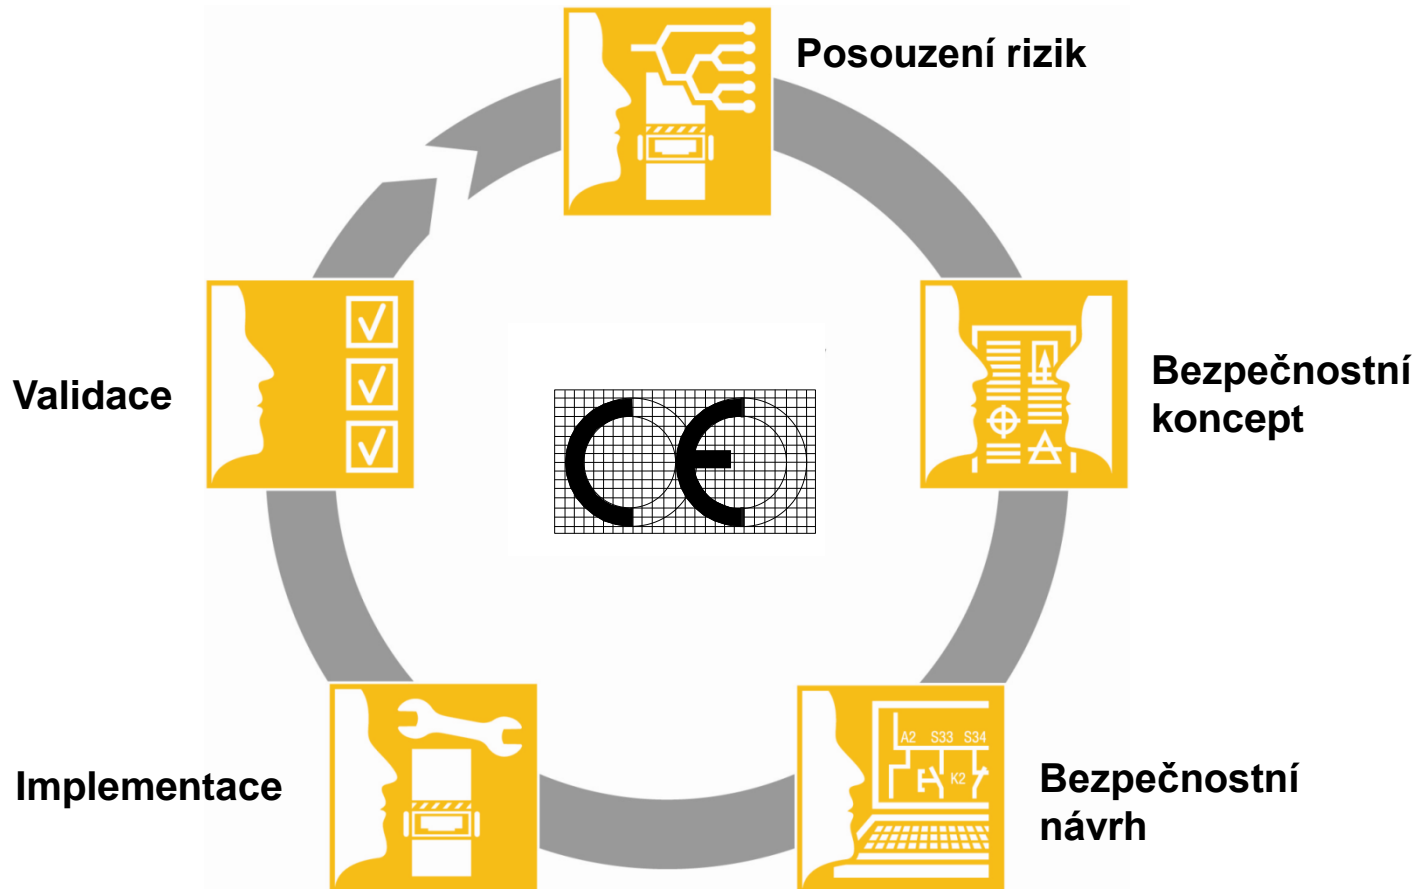 Posouzení rizik
Bezpečnostní
koncept
Validace
CE
A2 S33 S34
K2
Implementace
Bezpečnostní
návrh